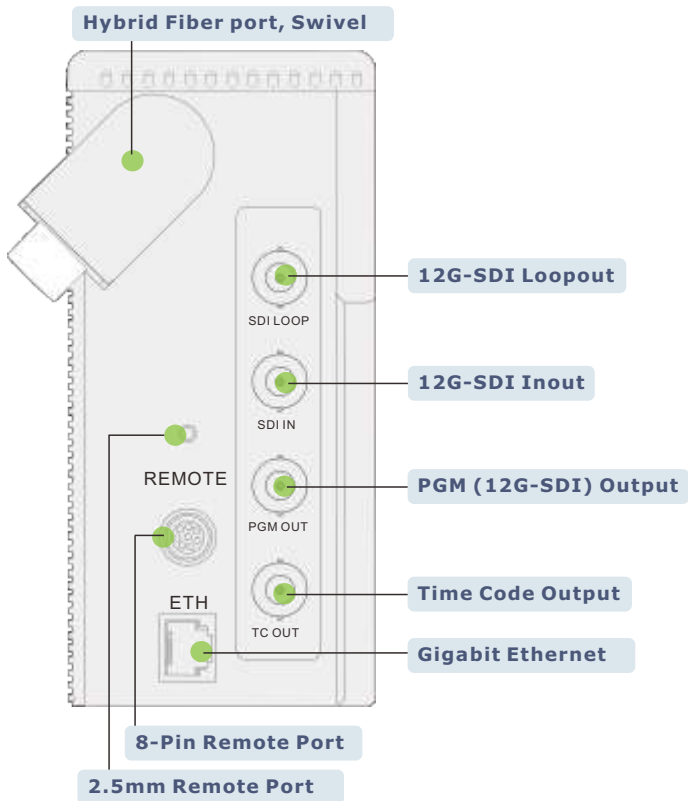 Hybrid Fiber port, Swivel
12G-SDI Loopout
SDI LOOP
12G-SDI Inout
SDI IN
REMOTE
PGM (12G-SDI) Output
PGM OUT
ETH
Time Code Output
TC OUT
Gigabit Ethernet
8-Pin Remote Port
2.5mm Remote Port